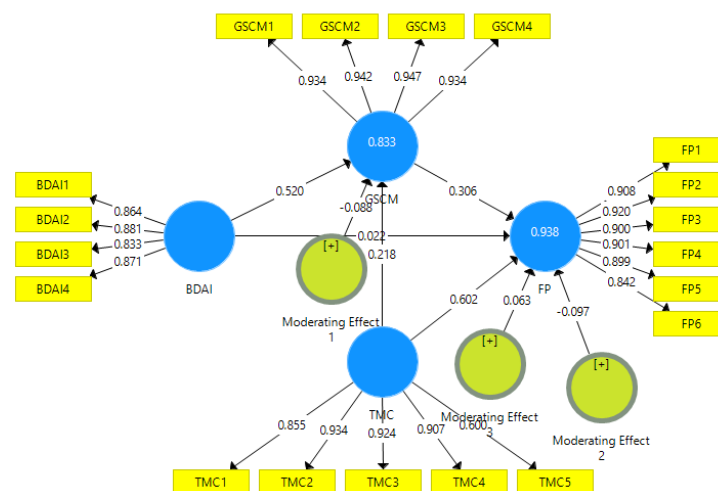 GSCM1
GSCM2
GSCM3
GSCM4
0.934
0.942
0.947
0.934
0.833
GSCM
BDAI1
BDAI2
BDAI3
BDAI4
0.864
0.881
0.833
0.871
BDAI
0.520
-0.088
0.306
0.022
0.218
[+]
Moderating Effect
1
FP1
FP2
FP3
FP4
FP5
FP6
0.908
0.920
0.900
0.901
0.899
0.842
0.938
FP
0.602
0.063
-0.097
[+]
Moderating Effect
3
[+]
Moderating Effect
2
TMC
0.855
0.934
0.924
0.907
0.600
TMC1
TMC2
TMC3
TMC4
TMC5